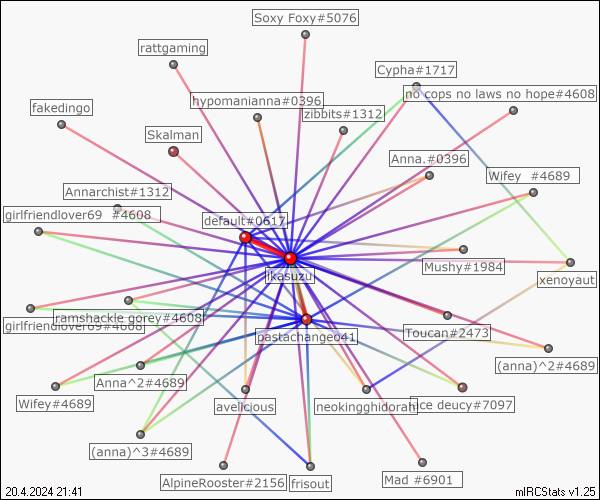 Soxy Foxy#5076
rattgaming
Cypha#1717
no cops no laws no hope#4608
hypomanianna#0396
fakedingo
zibbits#1312
Skalman
Anna.#0396
Wifey #4689
Annarchist#1312
girlfriendlover69 #4608
default#0617
Mushy#1984
ikasuzu
xenoyaut
ramshackle gorey#4608
girlfriendlover69#4608
Toucan#2473
pastachange641
(anna)^2#4689
Anna^2#4689
Wifey#4689
avelicious
neokingghidorah
nice deucy#7097
(anna)^3#4689
AlpineRooster#2156
frisout
Mad #6901
20.4.2024 21:41
mIRCStats v1.25